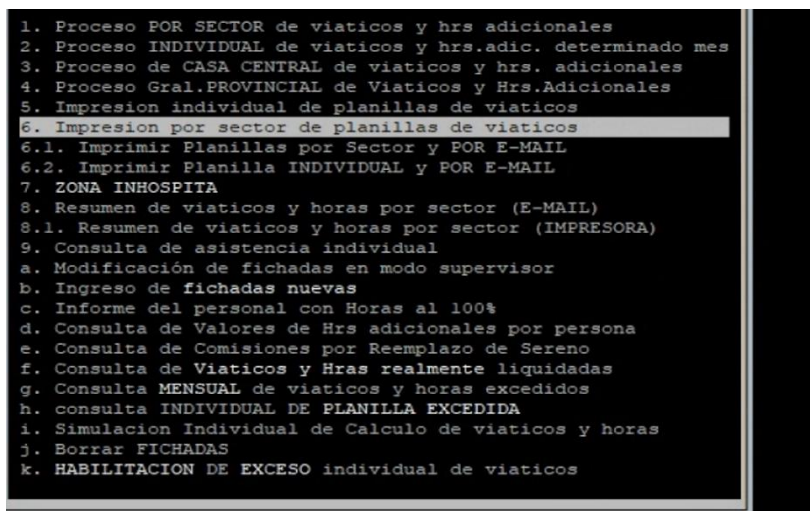 1. Proceso POR SECTOR de viaticos y hrs adicionales
2. Proceso INDIVIDUAL de viaticos y hrs.adic. determinado mes
3. Proceso de CASA CENTRAL de viaticos y hrs. adicionales
4. Proceso Gral.PROVINCIAL de Viaticos y Hrs.Adicionales
5. Impresion individual de planillas de viaticos
6. Impresion por sector de planillas de viaticos
6.1. Imprimir Planillas por Sector y POR E-MAIL
6.2. Imprimir Planilla INDIVIDUAL y POR E-MAIL
7. ZONA INHOSPITA
8. Resumen de viaticos y horas por sector (E-MAIL)
8.1. Resumen de viaticos y horas por sector (IMPRESORA)
9. Consulta de asistencia individual
a. Modificación de fichadas en modo supervisor
b. Ingreso de fichadas nuevas
c. Informe del personal con Horas al 100%
d. Consulta de Valores de Hrs adicionales por persona
e. Consulta de Comisiones por Reemplazo de Sereno
f. Consulta de Viaticos y Hras realmente liquidadas
g. Consulta MENSUAL de viaticos y horas excedidos
h. consulta INDIVIDUAL DE PLANILLA EXCEDIDA
i. Simulacion Individual de Calculo de viaticos y horas
j. Borrar FICHADAS
k. HABILITACION DE EXCESO individual de viaticos